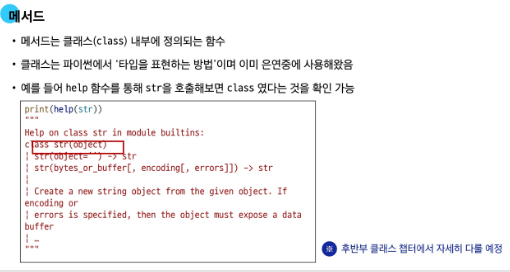 메서드
• 메서드는 클래스(class) 내부에 정의되는 함수
• 클래스는 파이썬에서 '타입을 표현하는 방법'이며 이미 은연중에 사용해왔음
• 예를 들어 help 함수를 통해 str을 호출해보면 class 였다는 것을 확인 가능
print(help(str))
"""
Help on class str in module builtins:
class str(object)
| str(object='') -> str
| str(bytes_or_buffer[, encoding[, errors]]) -> str
|
| Create a new string object from the given object. If
encoding or
| errors is specified, then the object must expose a data
buffer
| …
"""
※ 후반부 클래스 챕터에서 자세히 다룰 예정